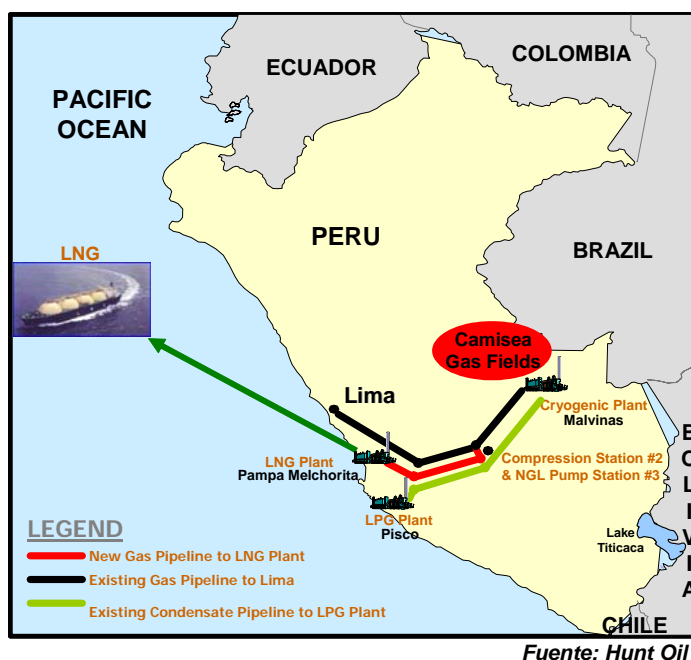 ECUADOR
COLOMBIA
PACIFIC
OCEAN
PERU
BRAZIL
LNG
Camisea
Gas Fields
Lima
Cryogenic Plant
Malvinas
LNG Plant
Pampa Melchorita
Compression Station #2
& NGL Pump Station #3
LPG Plant
Pisco
BOLIVIA
Lake
Titicaca
LEGEND
New Gas Pipeline to LNG Plant
Existing Gas Pipeline to Lima
Existing Condensate Pipeline to LPG Plant
CHILE
Fuente: Hunt Oil